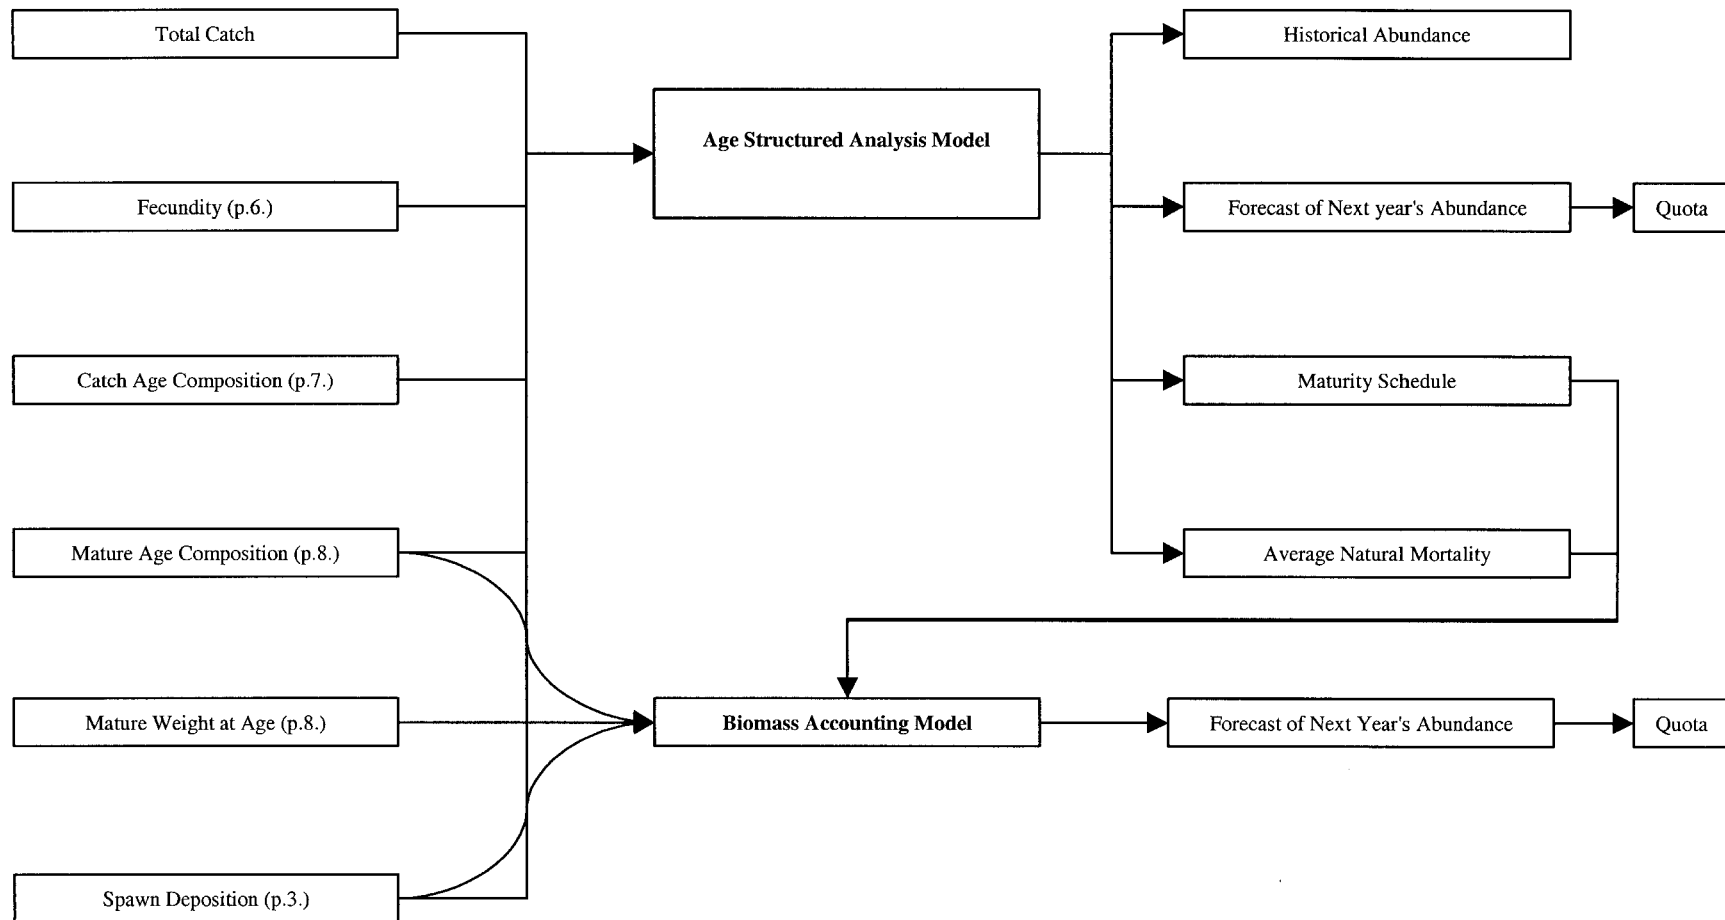 Total Catch
Historical Abundance
Age Structured Analysis Model
Fecundity (p.6.)
Forecast of Next year's Abundance
Quota
Catch Age Composition (p.7.)
Maturity Schedule
Mature Age Composition (p.8.)
Average Natural Mortality
Mature Weight at Age (p.8.)
Biomass Accounting Model
Forecast of Next Year's Abundance
Quota
Spawn Deposition (p.3.)